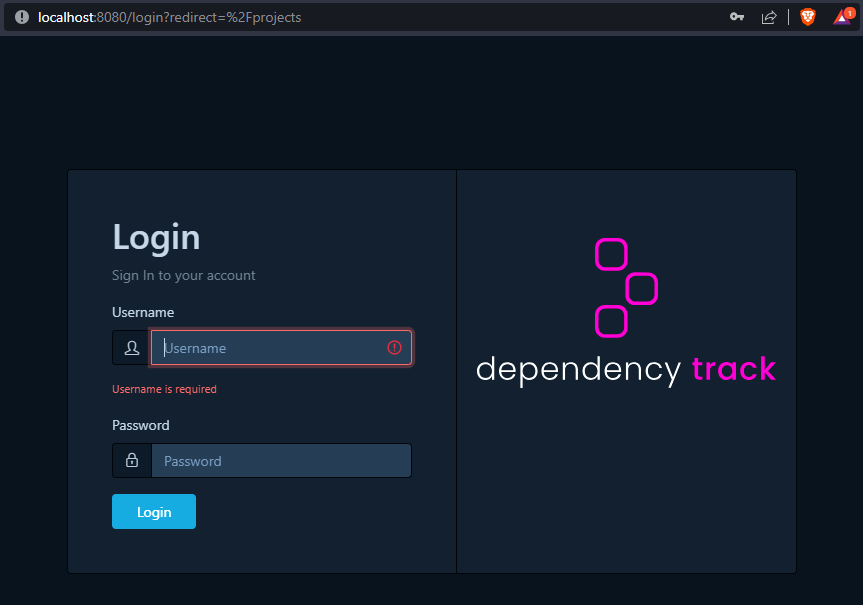 localhost:8080/login?redirect=%2Fprojects
1
Login
Sign In to your account
Username
Username
Username is required
Password
Password
Login
dependency track